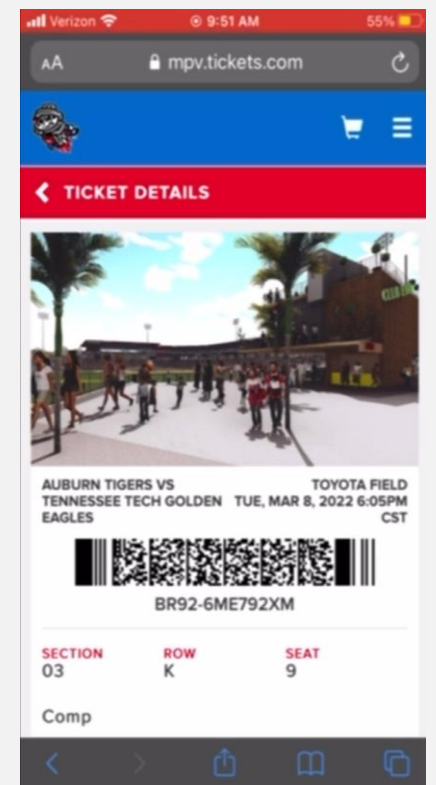 Verizon 9:51 AM 55%
AA mpv.tickets.com
TICKET DETAILS
AUBURN TIGERS VS
TENNESSEE TECH GOLDEN
EAGLES
TOYOTA FIELD
TUE, MAR 8, 2022 6:05PM
CST
BR92-6ME792XM
SECTION ROW SEAT
03 K 9
Comp